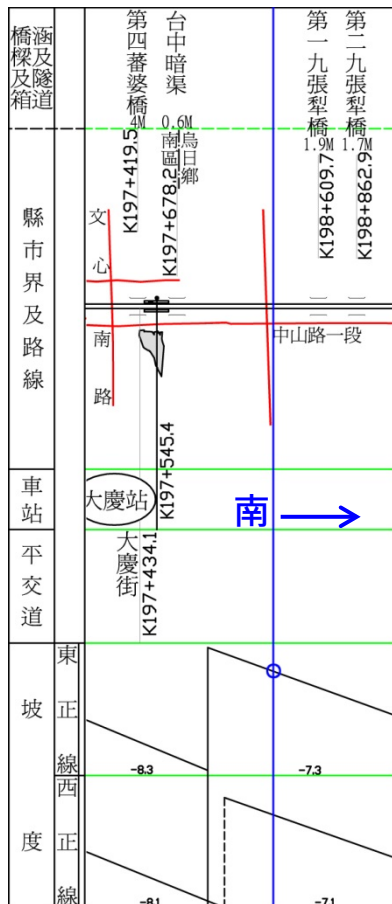 橋樑及箱
涵及隧道
第四蕃婆橋
4M
K197+419.5
台中暗渠
0.6M
南區
烏日鄉
K197+678.2
第一九張犁橋
1.9M
K198+609.7
第二九張犁橋
1.7M
K198+862.9
縣市界及路線
文心南路
中山路一段
車站
大慶站
K197+545.4
南
平交道
大慶街
K197+434.1
坡度
東正線
-8.3
-7.3
西正線
-8.1
-7.1